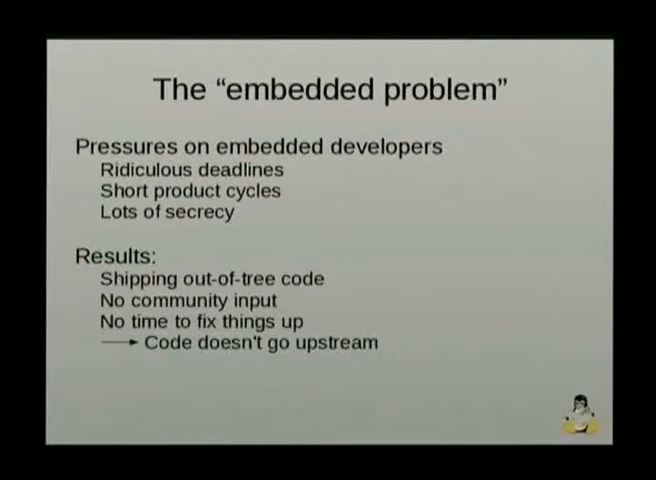 The “embedded problem”
Pressures on embedded developers
Ridiculous deadlines
Short product cycles
Lots of secrecy
Results:
Shipping out-of-tree code
No community input
No time to fix things up
Code doesn't go upstream